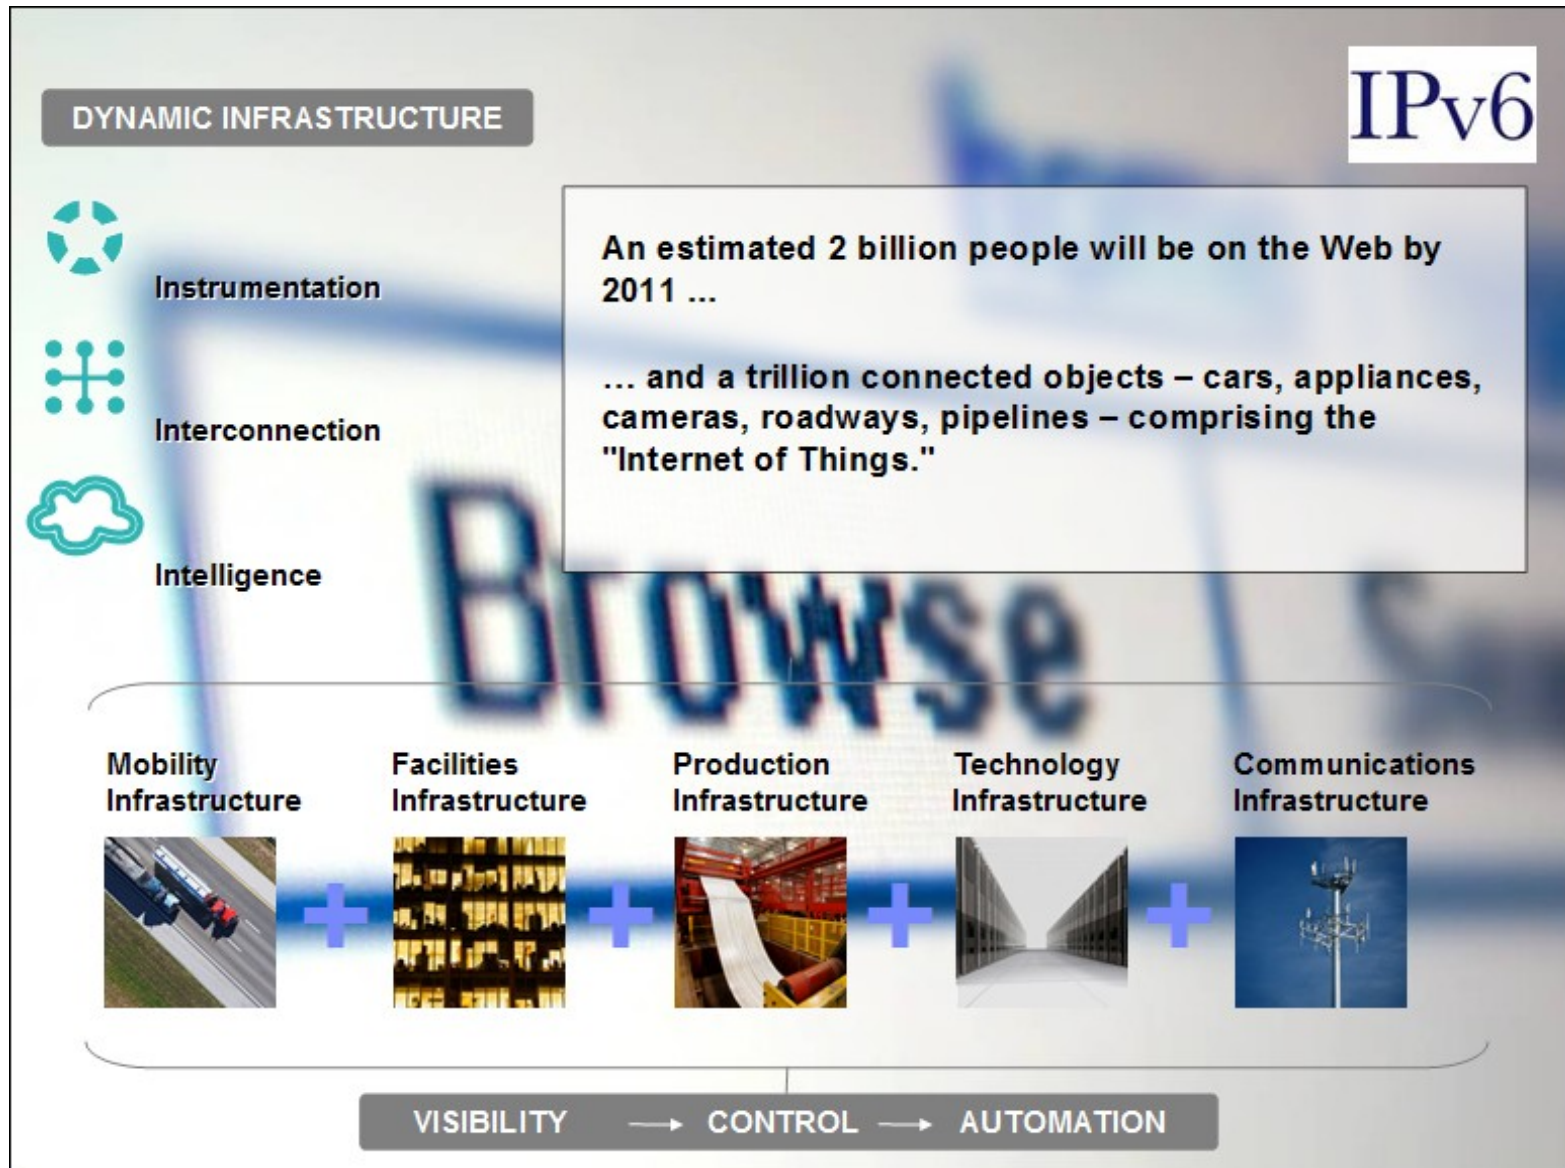 DYNAMIC INFRASTRUCTURE
IPv6
Instrumentation
Interconnection
Intelligence
An estimated 2 billion people will be on the Web by
2011 ...
... and a trillion connected objects – cars, appliances,
cameras, roadways, pipelines – comprising the
"Internet of Things."
Browse
Mobility
Infrastructure
Facilities
Infrastructure
Production
Infrastructure
Technology
Infrastructure
Communications
Infrastructure
VISIBILITY → CONTROL → AUTOMATION